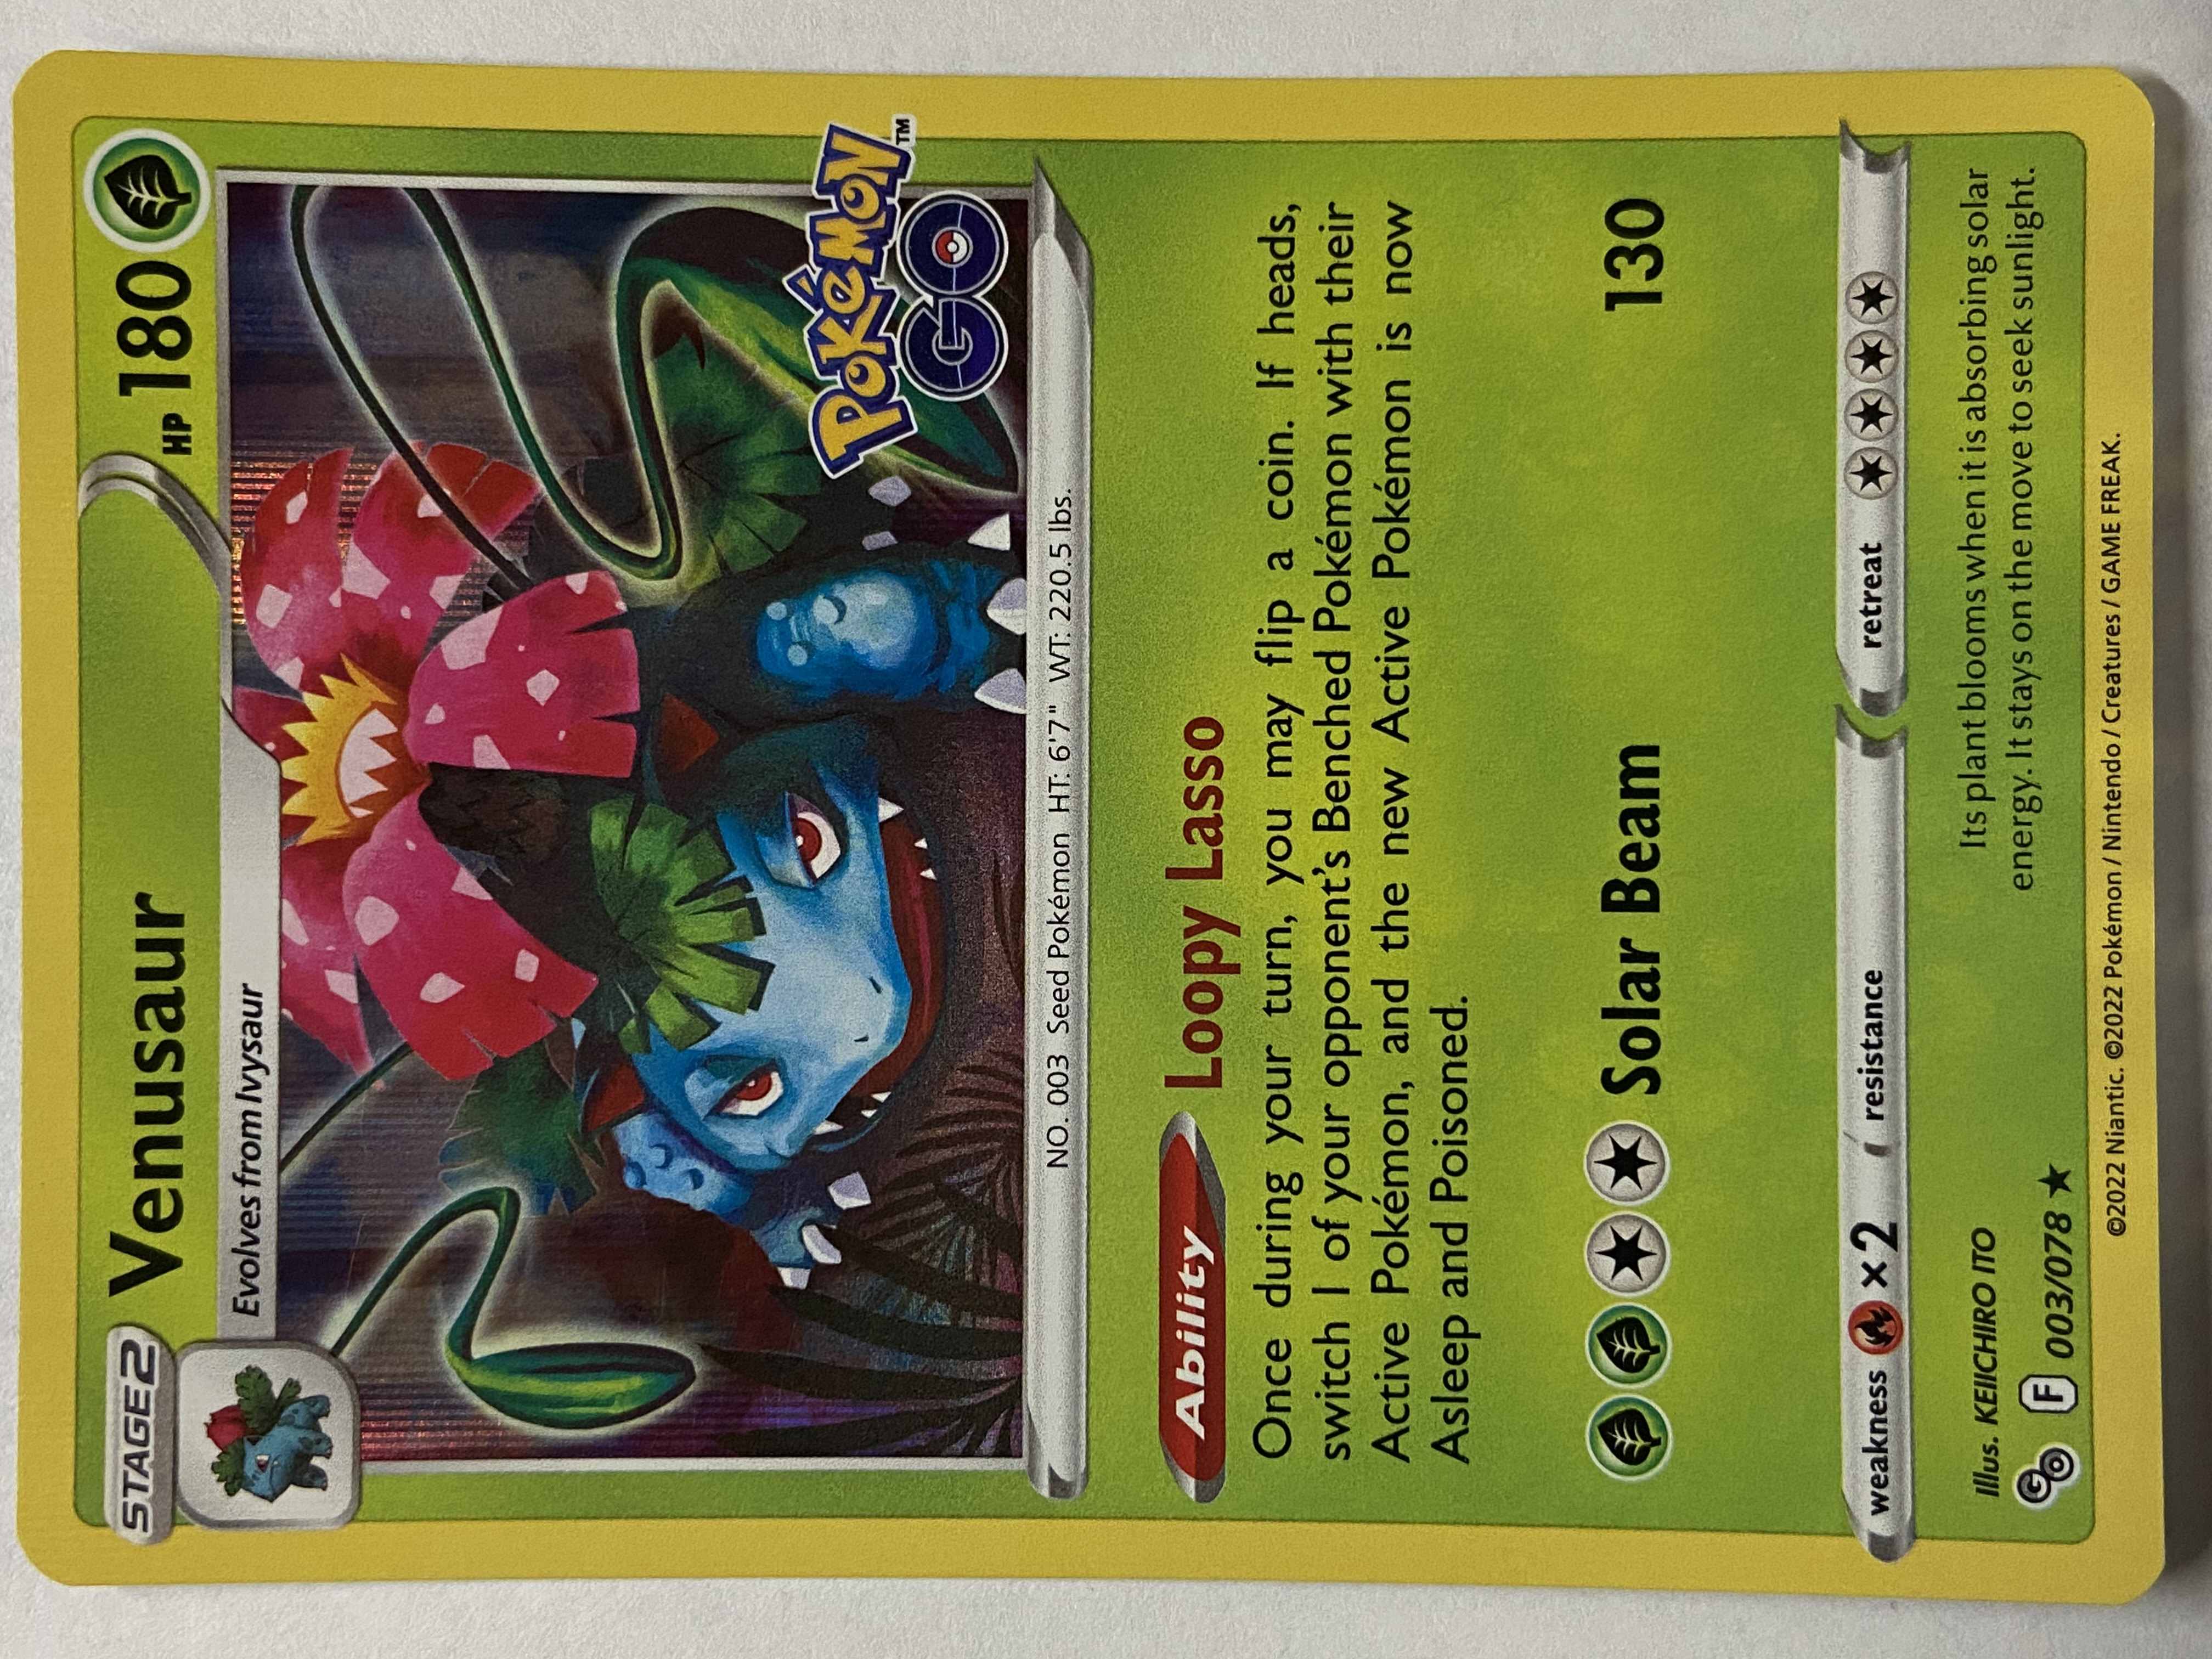 STAGE 2 Venusaur HP 180
Evolves from Ivysaur
POKéMON TM
GO
NO. 003 Seed Pokémon HT: 6'7" WT: 220.5 lbs.
Ability Loopy Lasso
Once during your turn, you may flip a coin. If heads,
switch 1 of your opponent's Benched Pokémon with their
Active Pokémon, and the new Active Pokémon is now
Asleep and Poisoned.
Solar Beam 130
weakness ×2 resistance retreat
Illus. KEIICHIRO ITO
Its plant blooms when it is absorbing solar
energy. It stays on the move to seek sunlight.
GO F 003/078 ★
©2022 Niantic. ©2022 Pokémon / Nintendo / Creatures / GAME FREAK.